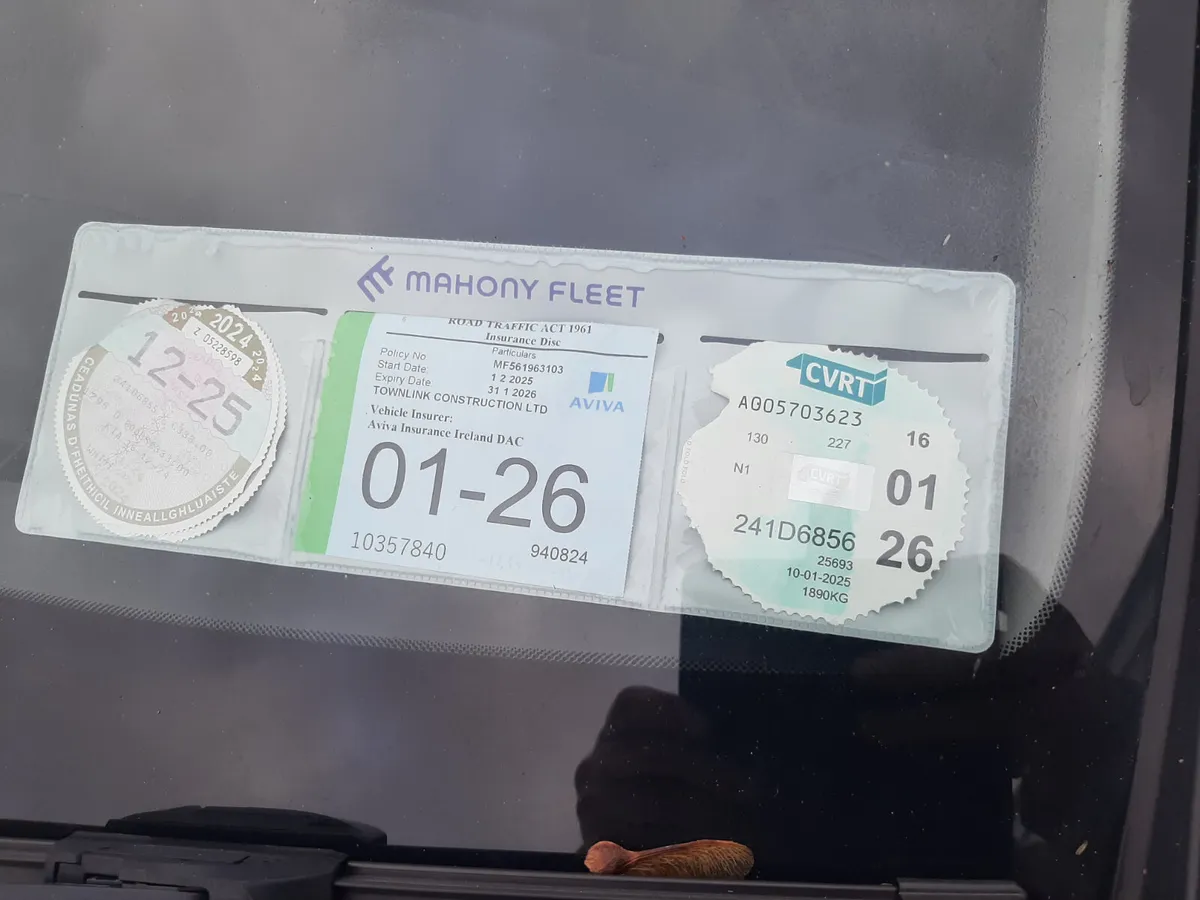 MAHONY FLEET
2024 2024 2024
Z 05228598
12-25
CEADÚNAS D'FHEITHICIL INNEALLGHLUAISTE
ROAD TRAFFIC ACT 1961
Insurance Disc
Particulars
Policy No MF561963103
Start Date: 1 2 2025
Expiry Date: 31 1 2026
TOWNLINK CONSTRUCTION LTD
AVIVA
Vehicle Insurer:
Aviva Insurance Ireland DAC
01-26
10357840 940824
CVRT
A005703623
130 227 16
N1 CVRT 01
241D6856 26
25693
10-01-2025
1890KG